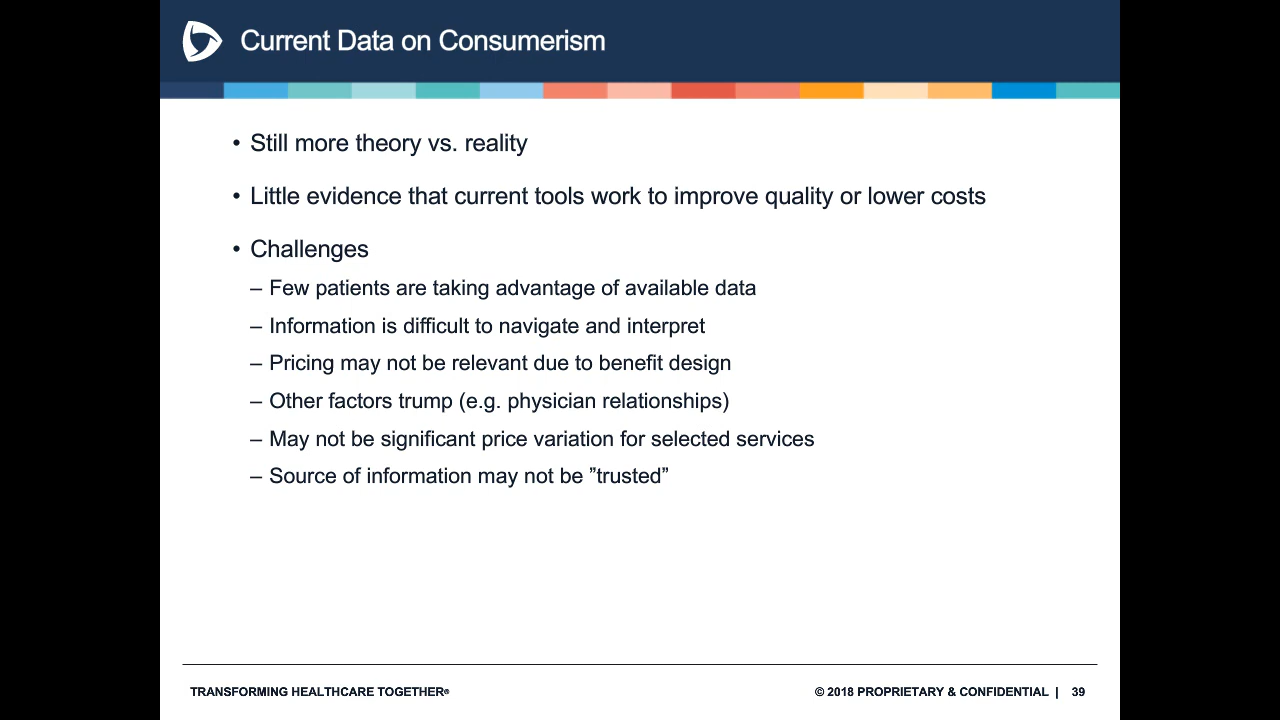 Current Data on Consumerism
• Still more theory vs. reality
• Little evidence that current tools work to improve quality or lower costs
• Challenges
– Few patients are taking advantage of available data
– Information is difficult to navigate and interpret
– Pricing may not be relevant due to benefit design
– Other factors trump (e.g. physician relationships)
– May not be significant price variation for selected services
– Source of information may not be ”trusted”
TRANSFORMING HEALTHCARE TOGETHER® © 2018 PROPRIETARY & CONFIDENTIAL | 39